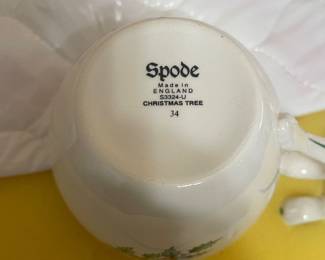 Spode
Made in
ENGLAND
S3324-U
CHRISTMAS TREE
34